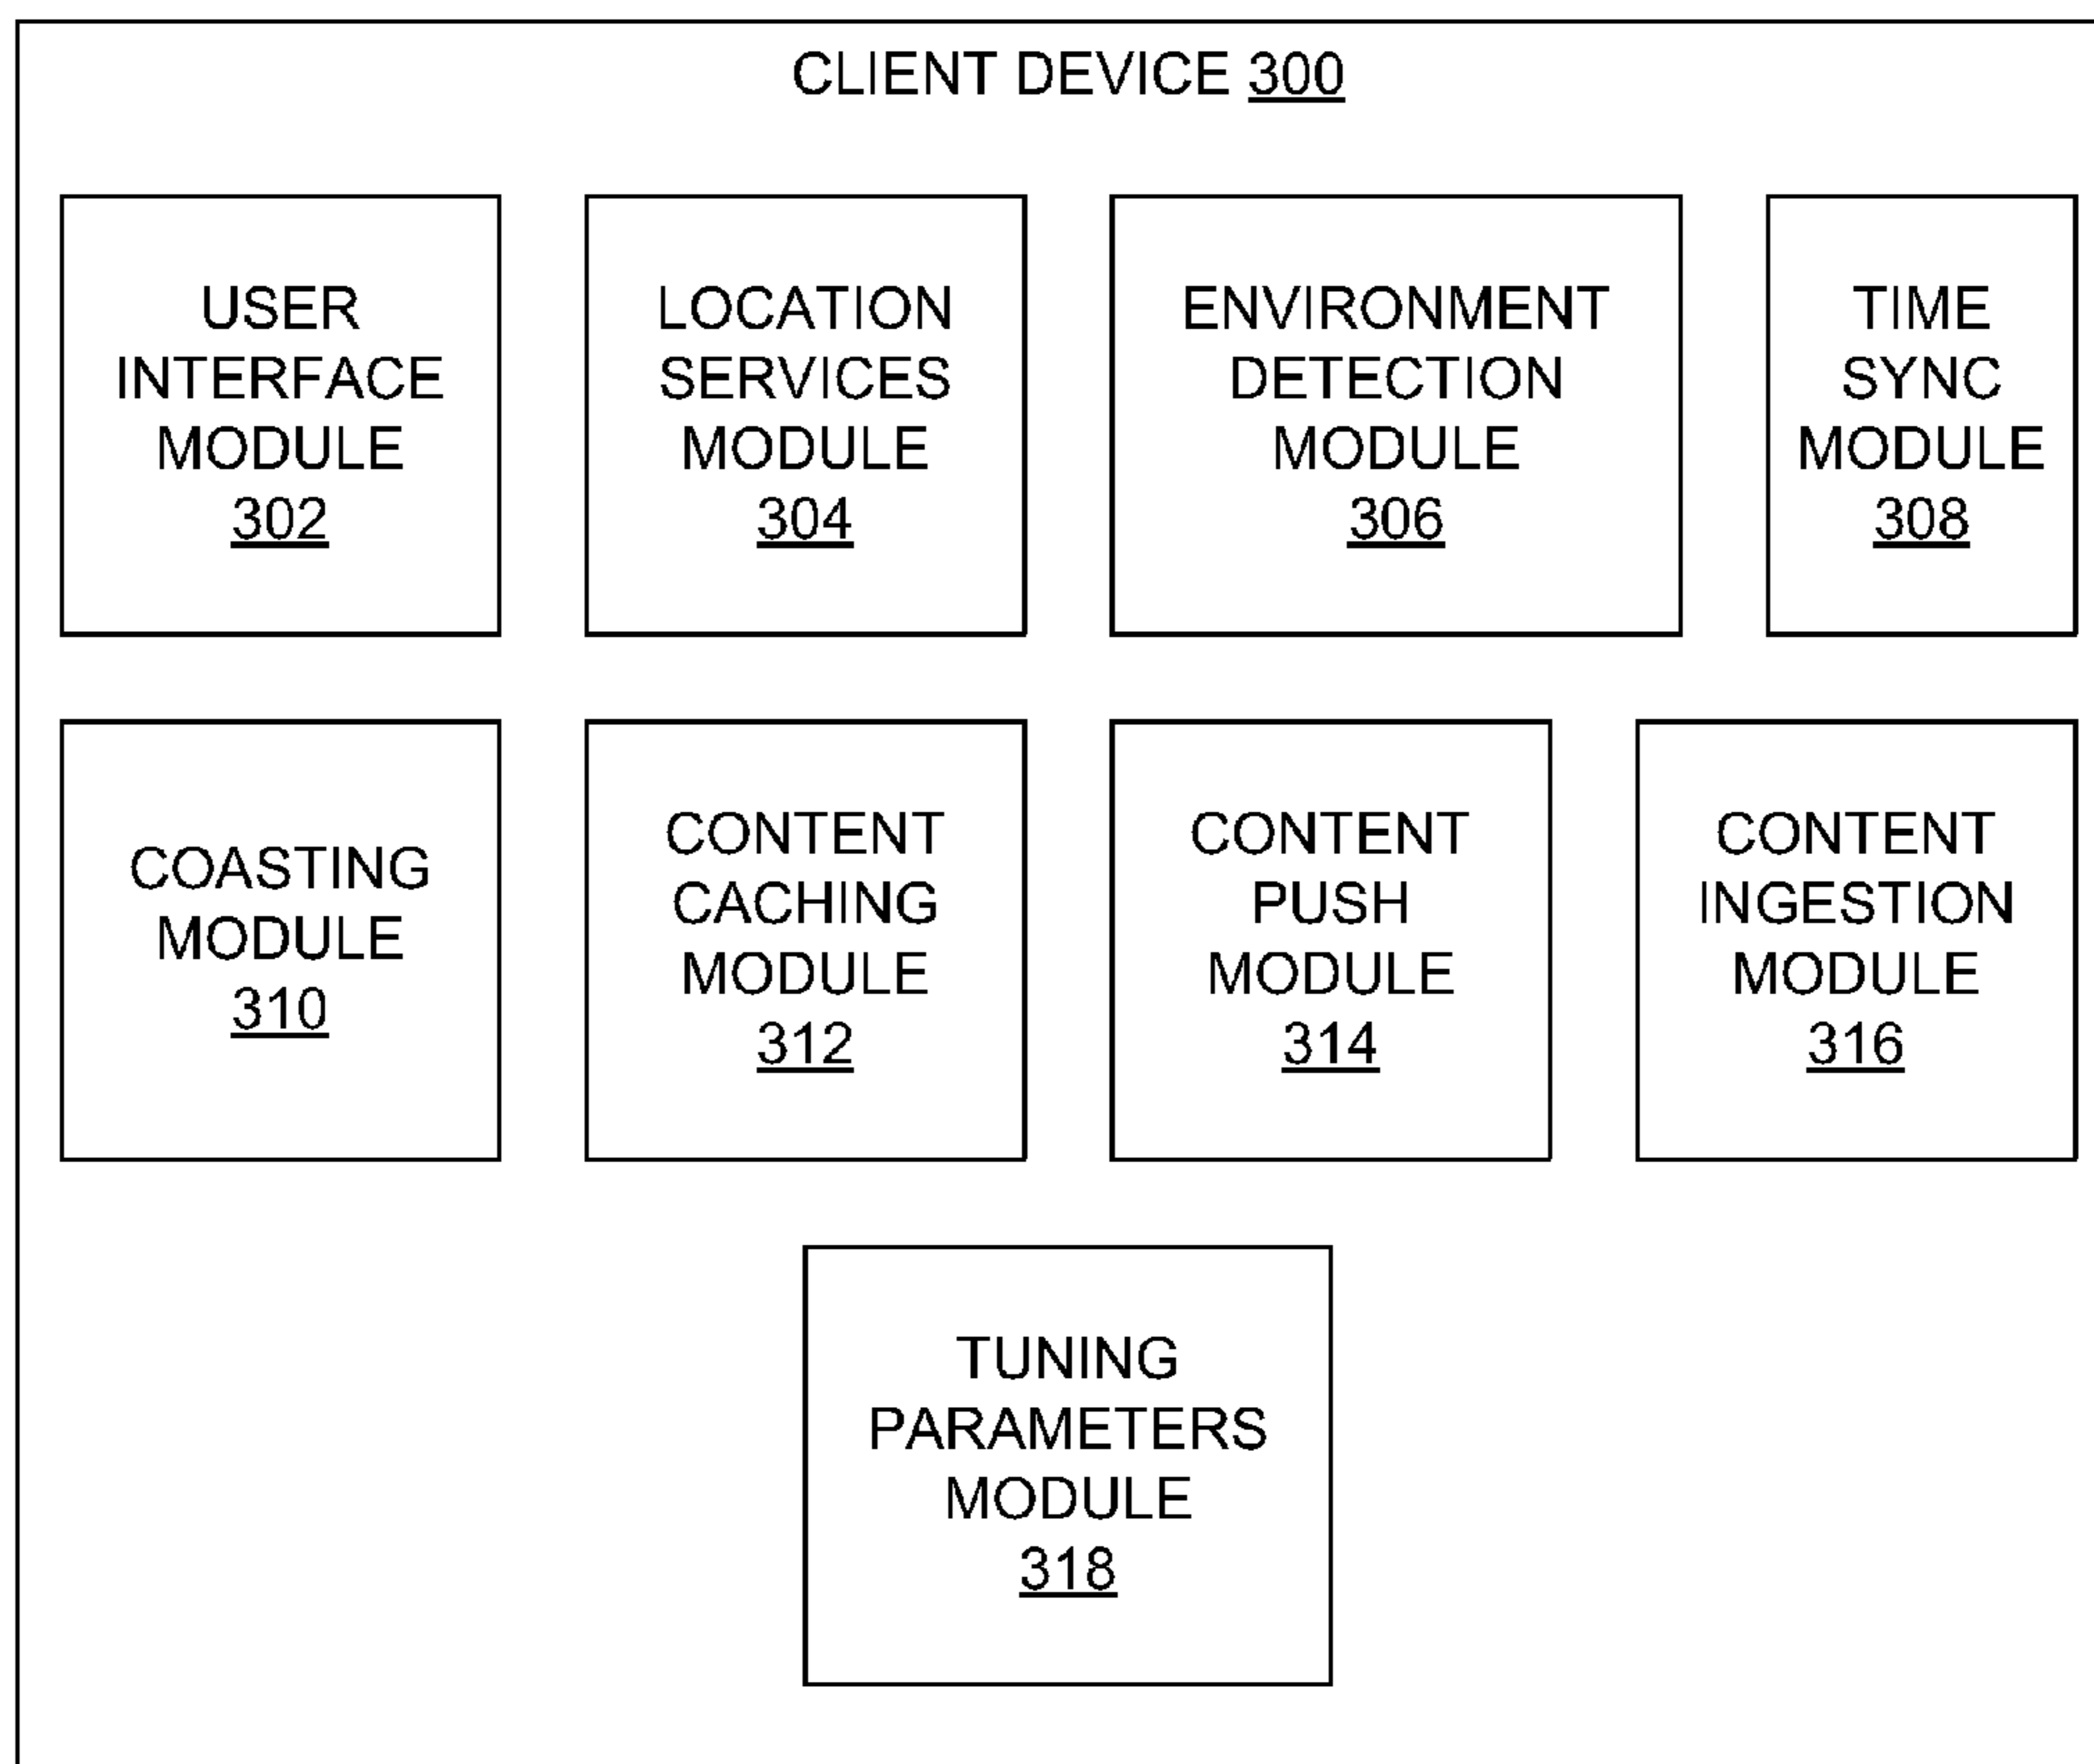 CLIENT DEVICE 300
USER
INTERFACE
MODULE
302
LOCATION
SERVICES
MODULE
304
ENVIRONMENT
DETECTION
MODULE
306
TIME
SYNC
MODULE
308
COASTING
MODULE
310
CONTENT
CACHING
MODULE
312
CONTENT
PUSH
MODULE
314
CONTENT
INGESTION
MODULE
316
TUNING
PARAMETERS
MODULE
318